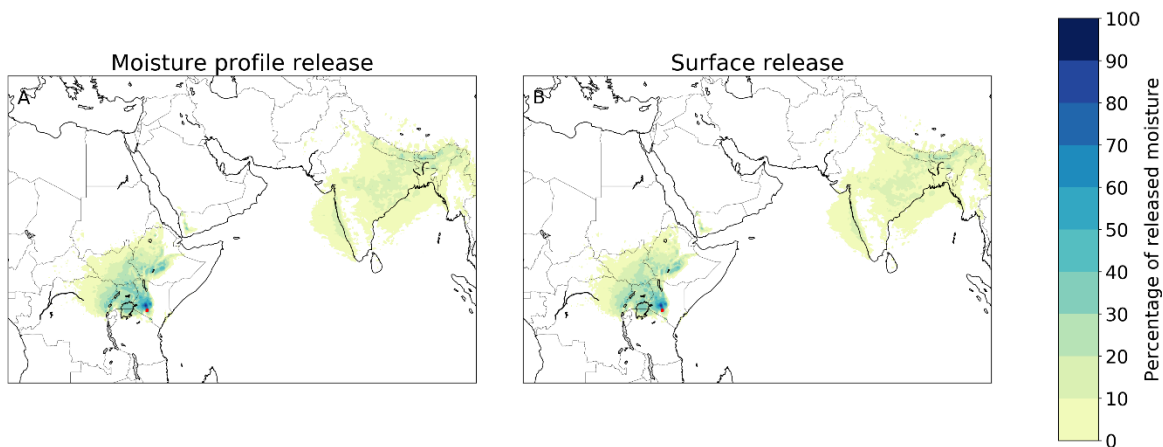 Moisture profile release
A
Surface release
B
100
90
80
70
60
50
40
30
20
10
0
Percentage of released moisture